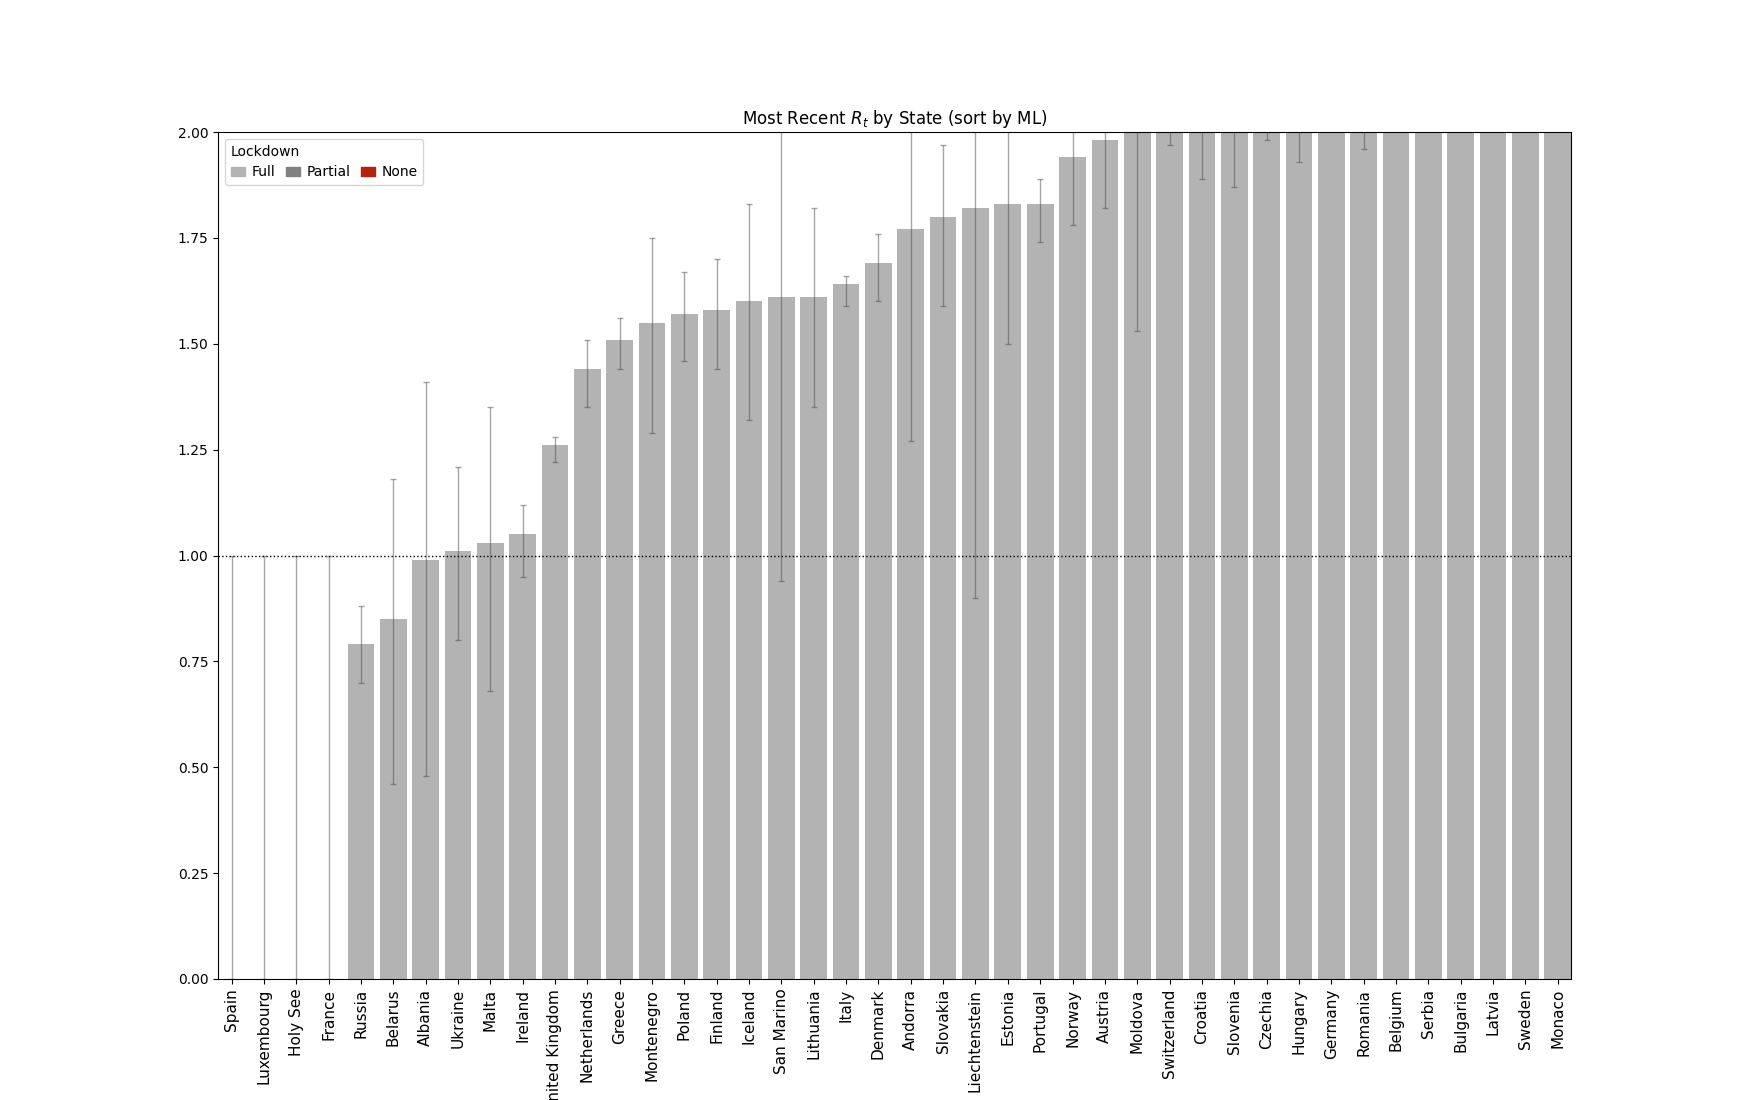 Most Recent Rt by State (sort by ML)
Lockdown
Full Partial None
2.00
1.75
1.50
1.25
1.00
0.75
0.50
0.25
0.00
Spain
Luxembourg
Holy See
France
Russia
Belarus
Albania
Ukraine
Malta
Ireland
nited Kingdom
Netherlands
Greece
Montenegro
Poland
Finland
Iceland
San Marino
Lithuania
Italy
Denmark
Andorra
Slovakia
Liechtenstein
Estonia
Portugal
Norway
Austria
Moldova
Switzerland
Croatia
Slovenia
Czechia
Hungary
Germany
Romania
Belgium
Serbia
Bulgaria
Latvia
Sweden
Monaco